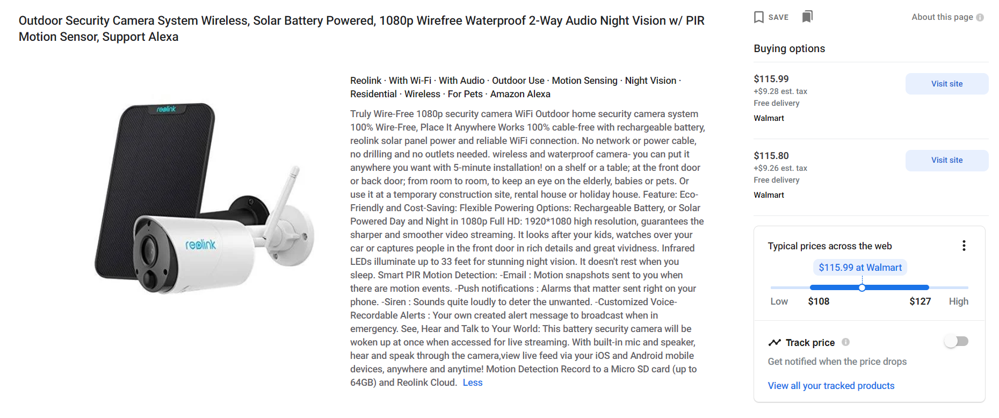 Outdoor Security Camera System Wireless, Solar Battery Powered, 1080p Wirefree Waterproof 2-Way Audio Night Vision w/ PIR
Motion Sensor, Support Alexa
reolink
reolink
Reolink · With Wi-Fi · With Audio · Outdoor Use · Motion Sensing · Night Vision ·
Residential · Wireless · For Pets · Amazon Alexa
Truly Wire-Free 1080p security camera WiFi Outdoor home security camera system
100% Wire-Free, Place It Anywhere Works 100% cable-free with rechargeable battery,
reolink solar panel power and reliable WiFi connection. No network or power cable,
no drilling and no outlets needed. wireless and waterproof camera- you can put it
anywhere you want with 5-minute installation! on a shelf or a table; at the front door
or back door; from room to room, to keep an eye on the elderly, babies or pets. Or
use it at a temporary construction site, rental house or holiday house. Feature: Eco-
Friendly and Cost-Saving: Flexible Powering Options: Rechargeable Battery, or Solar
Powered Day and Night in 1080p Full HD: 1920*1080 high resolution, guarantees the
sharper and smoother video streaming. It looks after your kids, watches over your
car or captures people in the front door in rich details and great vividness. Infrared
LEDs illuminate up to 33 feet for stunning night vision. It doesn't rest when you
sleep. Smart PIR Motion Detection: -Email : Motion snapshots sent to you when
there are motion events. -Push notifications : Alarms that matter sent right on your
phone. -Siren : Sounds quite loudly to deter the unwanted. -Customized Voice-
Recordable Alerts : Your own created alert message to broadcast when in
emergency. See, Hear and Talk to Your World: This battery security camera will be
woken up at once when accessed for live streaming. With built-in mic and speaker,
hear and speak through the camera,view live feed via your iOS and Android mobile
devices, anywhere and anytime! Motion Detection Record to a Micro SD card (up to
64GB) and Reolink Cloud. Less
SAVE
About this page
Buying options
$115.99
Visit site
+$9.28 est. tax
Free delivery
Walmart
$115.80
Visit site
+$9.26 est. tax
Free delivery
Walmart
Typical prices across the web
$115.99 at Walmart
Low $108 $127 High
Track price
Get notified when the price drops
View all your tracked products